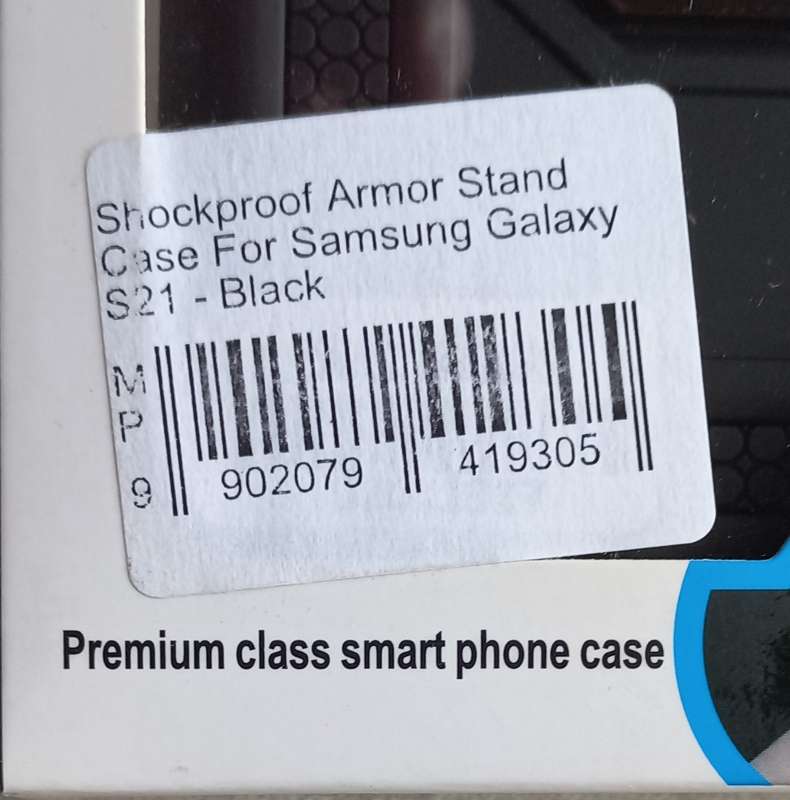 Shockproof Armor Stand
Case For Samsung Galaxy
S21 - Black
M
P
9 902079 419305
Premium class smart phone case